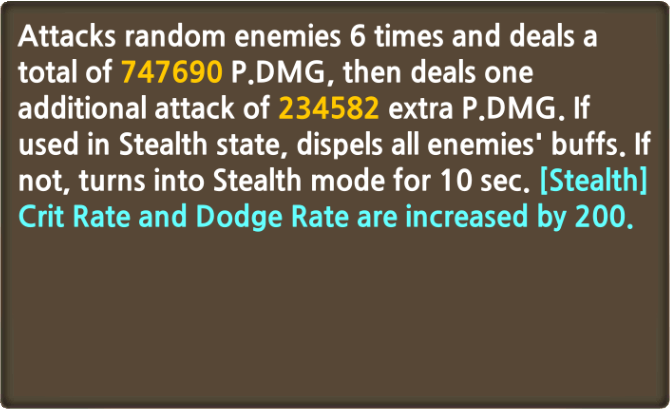 Attacks random enemies 6 times and deals a
total of 747690 P.DMG, then deals one
additional attack of 234582 extra P.DMG. If
used in Stealth state, dispels all enemies' buffs. If
not, turns into Stealth mode for 10 sec. [Stealth]
Crit Rate and Dodge Rate are increased by 200.